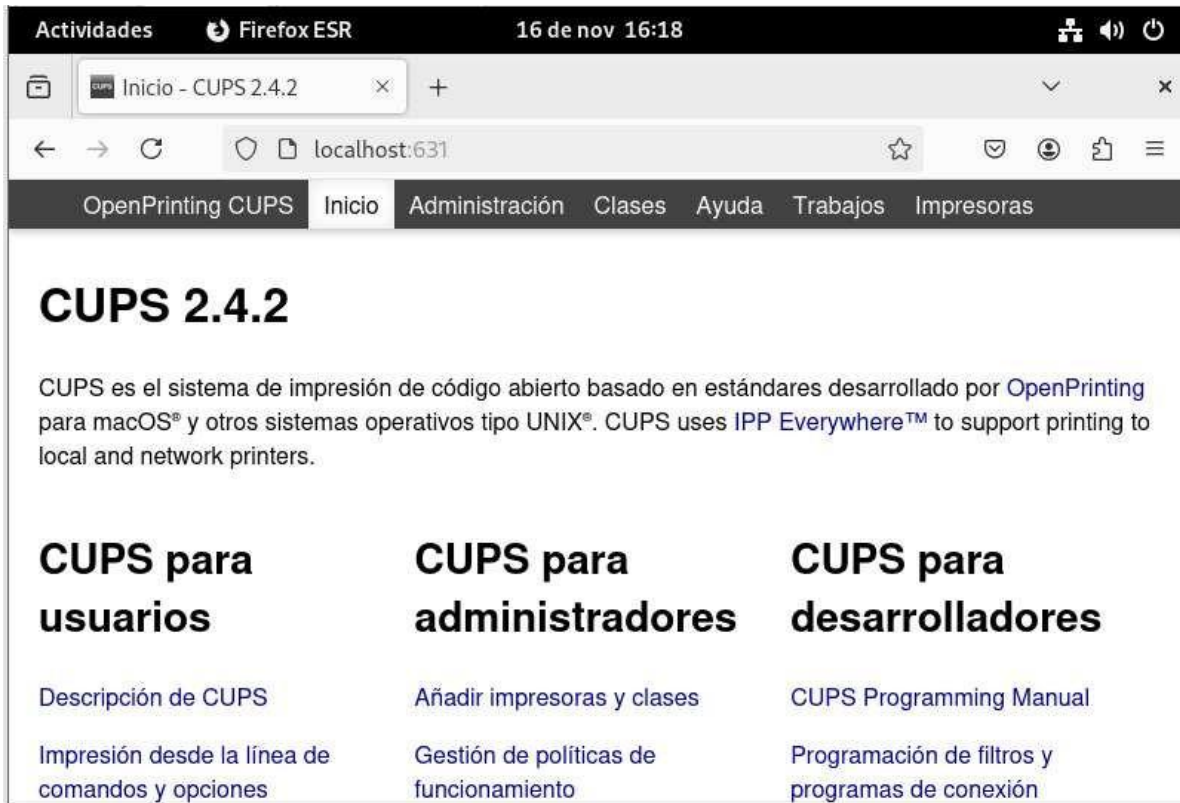 Actividades Firefox ESR 16 de nov 16:18
CUPS Inicio - CUPS 2.4.2
localhost:631
OpenPrinting CUPS Inicio Administración Clases Ayuda Trabajos Impresoras
CUPS 2.4.2
CUPS es el sistema de impresión de código abierto basado en estándares desarrollado por OpenPrinting
para macOS® y otros sistemas operativos tipo UNIX®. CUPS uses IPP Everywhere™ to support printing to
local and network printers.
CUPS para
usuarios
Descripción de CUPS
Impresión desde la línea de
comandos y opciones
CUPS para
administradores
Añadir impresoras y clases
Gestión de políticas de
funcionamiento
CUPS para
desarrolladores
CUPS Programming Manual
Programación de filtros y
programas de conexión